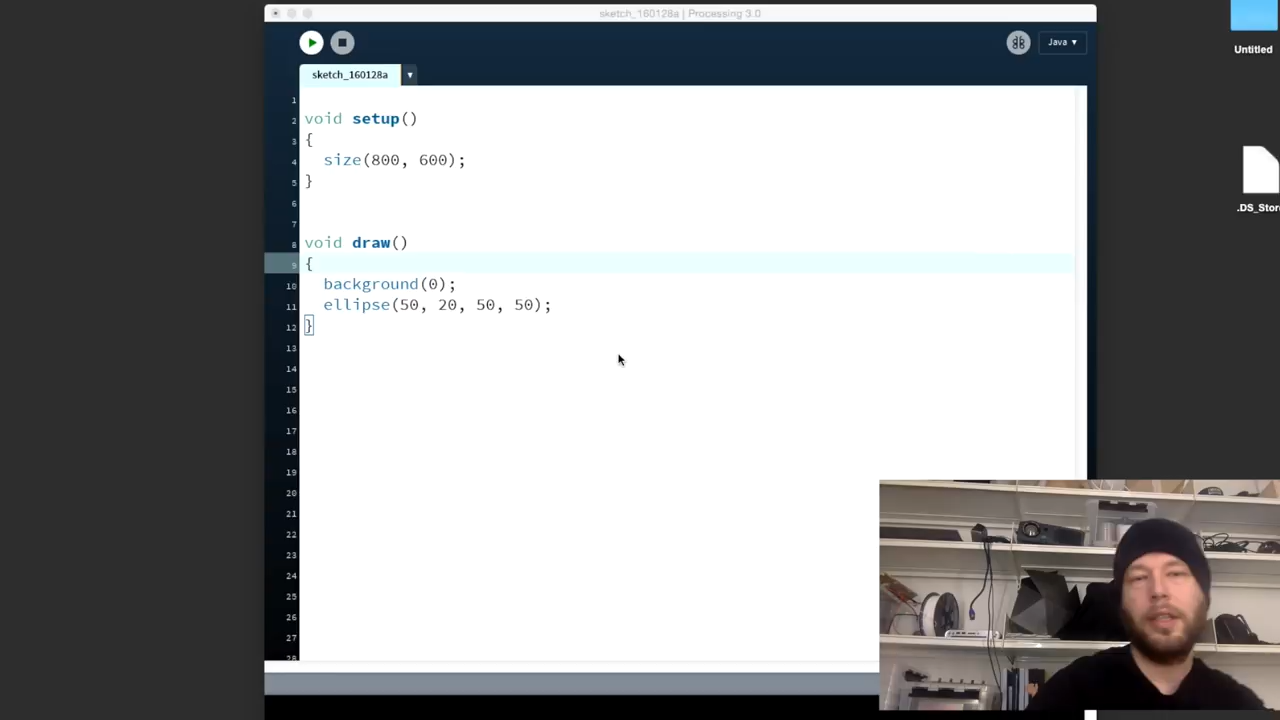 sketch_160128a | Processing 3.0
Java ▾
Untitled
sketch_160128a ▾
1
2 void setup()
3 {
4 size(800, 600);
5 }
6
7
8 void draw()
9 {
10 background(0);
11 ellipse(50, 20, 50, 50);
12 }
13
14
15
16
17
18
19
20
21
22
23
24
25
26
27
28
.DS_Stor